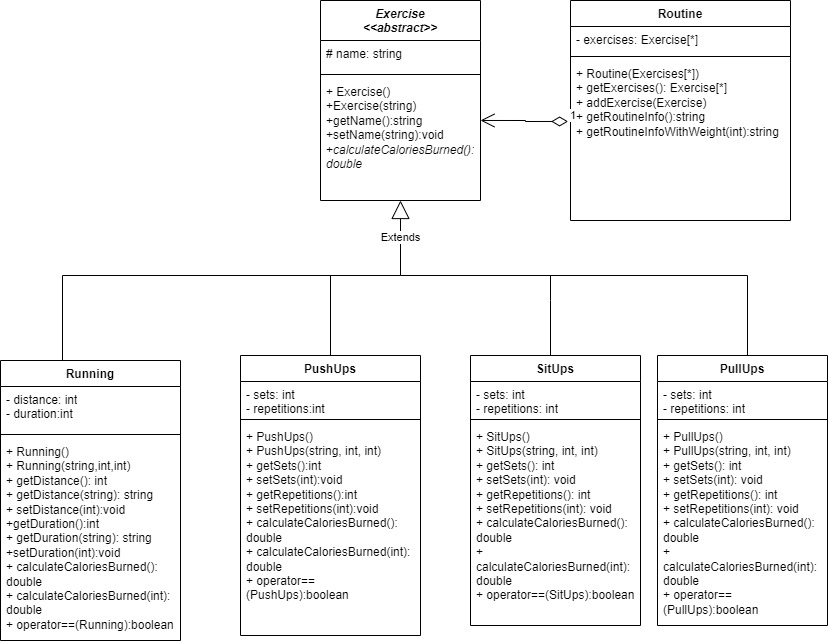 Exercise
<<abstract>>
# name: string
+ Exercise()
+Exercise(string)
+getName():string
+setName(string):void
+calculateCaloriesBurned():
double
Routine
- exercises: Exercise[*]
+ Routine(Exercises[*])
+ getExercises(): Exercise[*]
+ addExercise(Exercise)
+ getRoutineInfo():string
+ getRoutineInfoWithWeight(int):string
1
Extends
Running
- distance: int
- duration:int
+ Running()
+ Running(string,int,int)
+ getDistance(): int
+ getDistance(string): string
+ setDistance(int):void
+getDuration():int
+ getDuration(string): string
+setDuration(int):void
+ calculateCaloriesBurned():
double
+ calculateCaloriesBurned(int):
double
+ operator==(Running):boolean
PushUps
- sets: int
- repetitions:int
+ PushUps()
+ PushUps(string, int, int)
+ getSets():int
+ setSets(int):void
+ getRepetitions():int
+ setRepetitions(int):void
+ calculateCaloriesBurned():
double
+ calculateCaloriesBurned(int):
double
+ operator==
(PushUps):boolean
SitUps
- sets: int
- repetitions: int
+ SitUps()
+ SitUps(string, int, int)
+ getSets(): int
+ setSets(int): void
+ getRepetitions(): int
+ setRepetitions(int): void
+ calculateCaloriesBurned():
double
+
calculateCaloriesBurned(int):
double
+ operator==(SitUps):boolean
PullUps
- sets: int
- repetitions: int
+ PullUps()
+ PullUps(string, int, int)
+ getSets(): int
+ setSets(int): void
+ getRepetitions(): int
+ setRepetitions(int): void
+ calculateCaloriesBurned():
double
+
calculateCaloriesBurned(int):
double
+ operator==
(PullUps):boolean